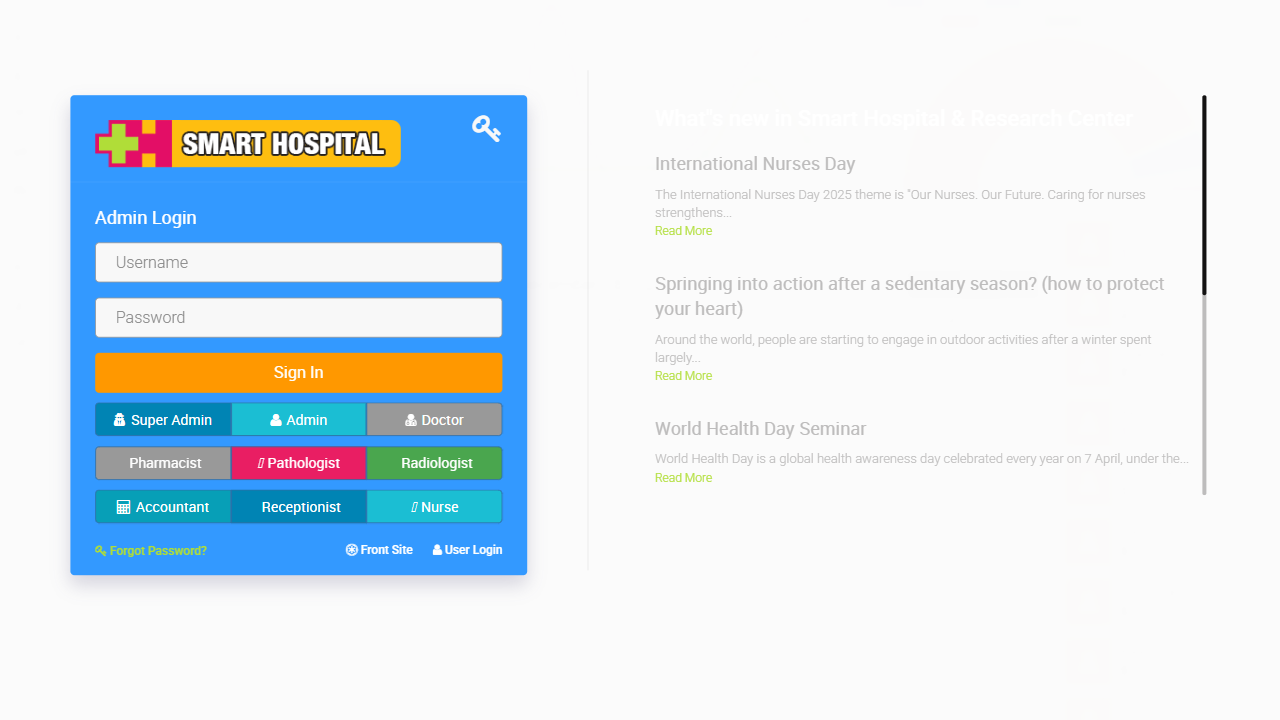 SMART HOSPITAL
Admin Login
Username
Password
Sign In
Super Admin
Admin
Doctor
Pharmacist
Pathologist
Radiologist
Accountant
Receptionist
Nurse
Forgot Password?
Front Site
User Login
What's new in Smart Hospital & Research Center
International Nurses Day
The International Nurses Day 2025 theme is "Our Nurses. Our Future. Caring for nurses
strengthens...
Read More
Springing into action after a sedentary season? (how to protect
your heart)
Around the world, people are starting to engage in outdoor activities after a winter spent
largely...
Read More
World Health Day Seminar
World Health Day is a global health awareness day celebrated every year on 7 April, under the...
Read More